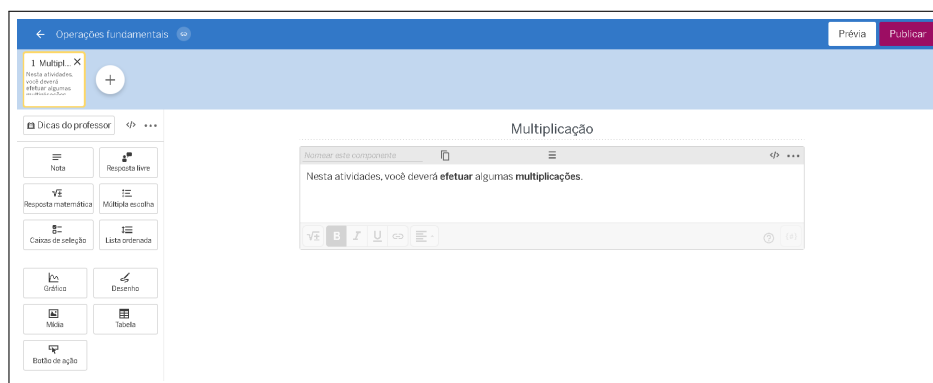 Operações fundamentais
Prévia
Publicar
1 Multipl... X
Nesta atividades,
você deverá
efetuar algumas
multiplicações
+
Dicas do professor </> •••
Nota
Resposta livre
Resposta matemática
Múltipla escolha
Caixas de seleção
Lista ordenada
Gráfico
Desenho
Mídia
Tabela
Botão de ação
Multiplicação
Nomear este componente
</> •••
Nesta atividades, você deverá efetuar algumas multiplicações.
B I U